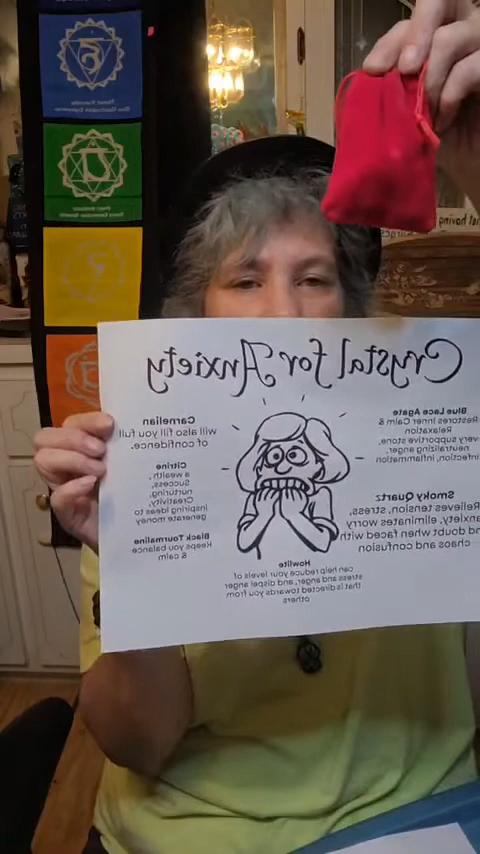 Crystal for Anxiety
Blue Lace Agate
Restores Inner Calm &
Relaxation
very supportive stone,
neutralizing anger,
infection, inflammation
Smoky Quartz
Relieves tension, stress,
anxiety, eliminates worry
and doubt when faced with
chaos and confusion
Carnelian
will also fill you full
of confidence.
Citrine
a wealth,
Success,
nurturing,
Creativity,
inspiring ideas to
generate money
Black Tourmaline
Keeps you balance
& calm
Howlite
can help reduce your levels of
stress and anger, and dispel anger
that is directed towards you from
others